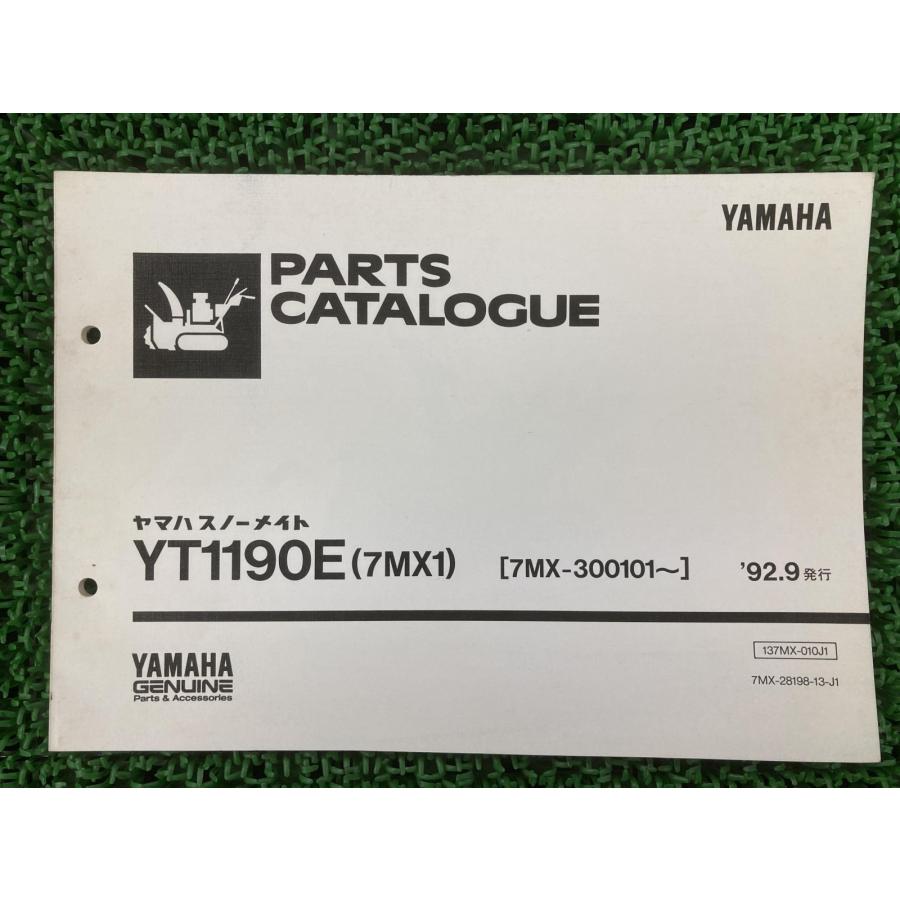 YAMAHA
PARTS
CATALOGUE
ヤマハ スノーメイト
YT1190E (7MX1) [7MX-300101～] '92.9 発行
YAMAHA
GENUINE
Parts & Accessories
137MX-010J1
7MX-28198-13-J1